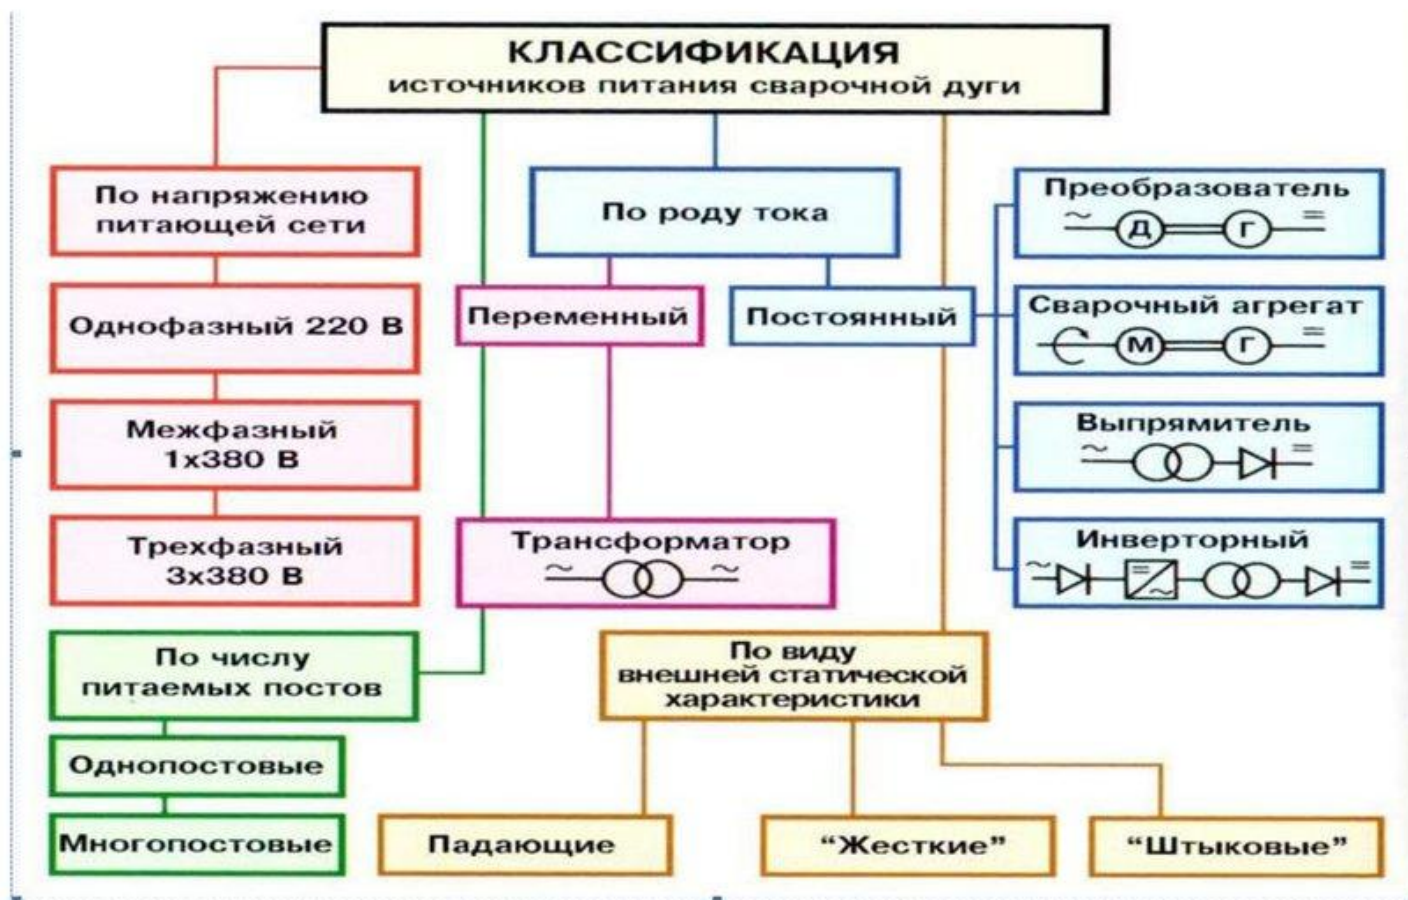 КЛАССИФИКАЦИЯ
источников питания сварочной дуги
По напряжению
питающей сети
Однофазный 220 В
Межфазный
1х380 В
Трехфазный
3х380 В
По числу
питаемых постов
Однопостовые
Многопостовые
По роду тока
Переменный
Постоянный
Трансформатор
~ ~
Преобразователь
~ Д Г =
Сварочный агрегат
М Г =
Выпрямитель
~ =
Инверторный
~ = ~ =
По виду
внешней статической
характеристики
Падающие
“Жесткие”
“Штыковые”